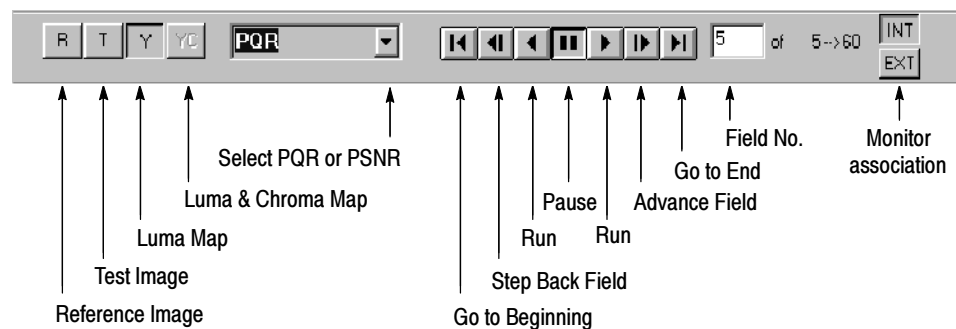 R T Y YC PQR 5 of 5-->60 INT
EXT
Field No. Monitor
Select PQR or PSNR association
Go to End
Luma & Chroma Map Pause Advance Field
Luma Map Run Run
Test Image Step Back Field
Reference Image Go to Beginning